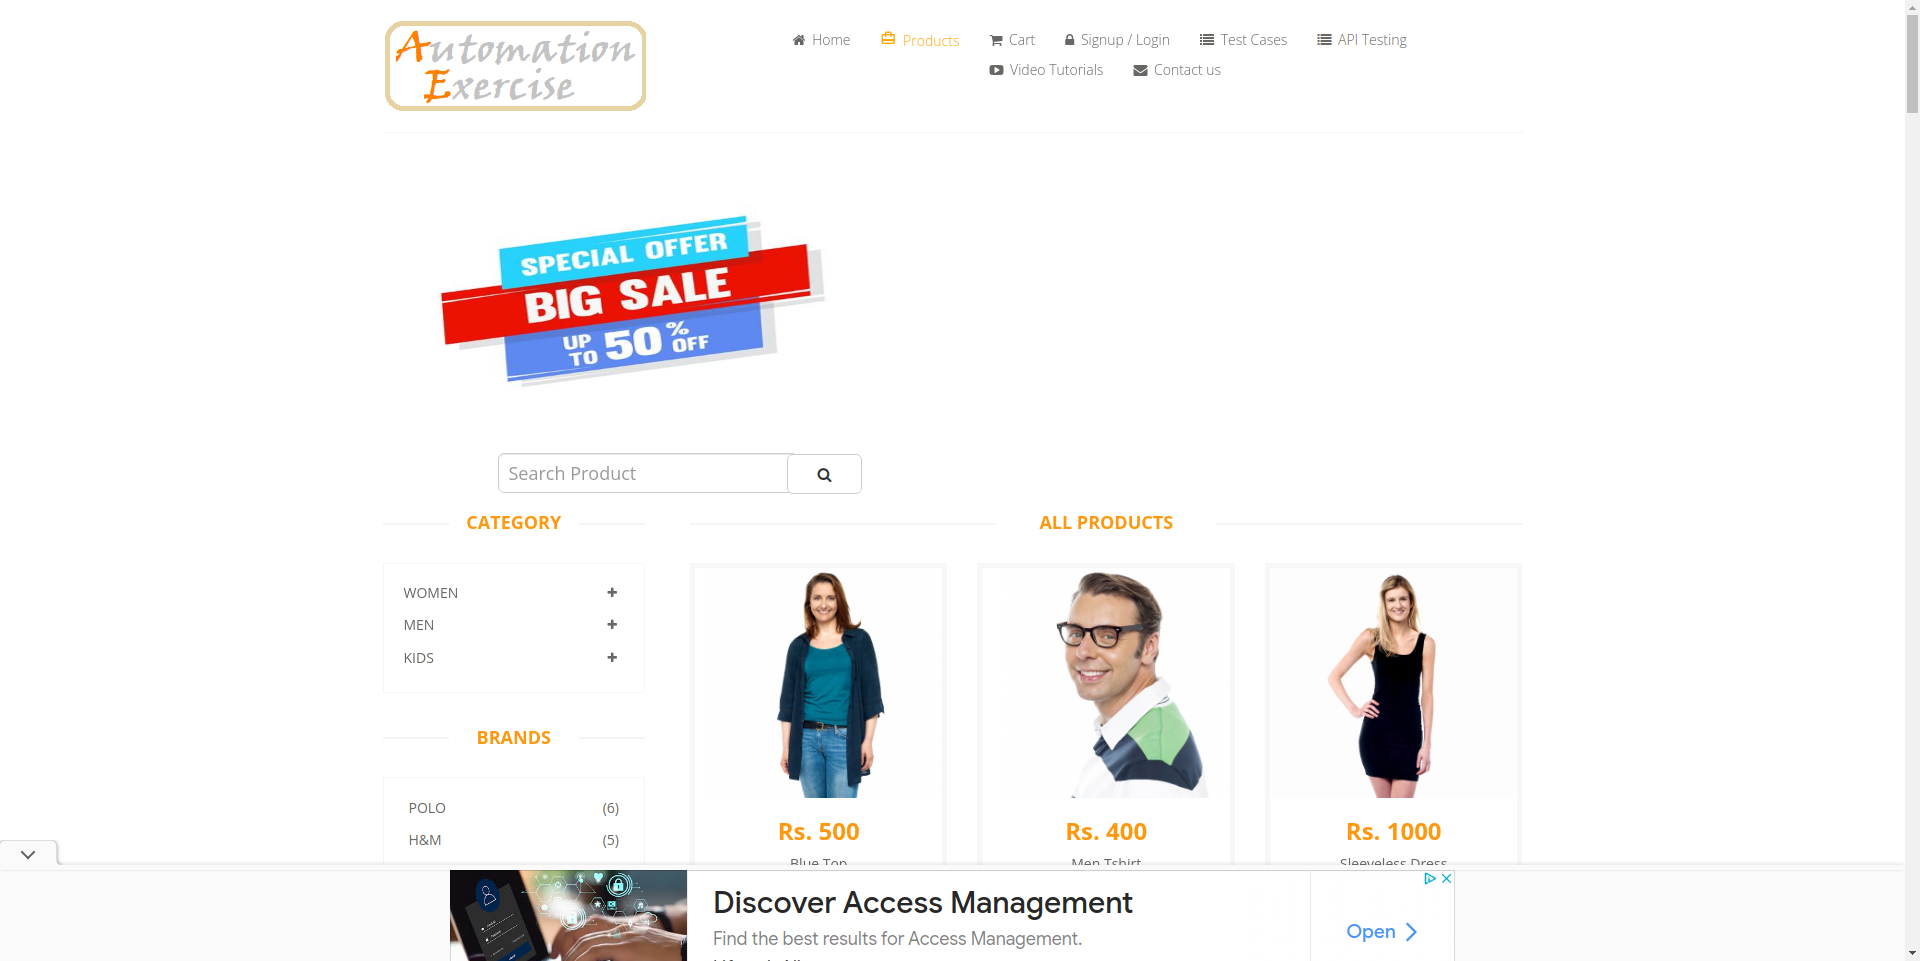 Automation
Exercise
Home
Products
Cart
Signup / Login
Test Cases
API Testing
Video Tutorials
Contact us
SPECIAL OFFER
BIG SALE
UP TO 50% OFF
Search Product
CATEGORY
ALL PRODUCTS
WOMEN
MEN
KIDS
BRANDS
POLO (6)
H&M (5)
Rs. 500
Blue Top
Rs. 400
Men Tshirt
Rs. 1000
Sleeveless Dress
Discover Access Management
Find the best results for Access Management.
Open